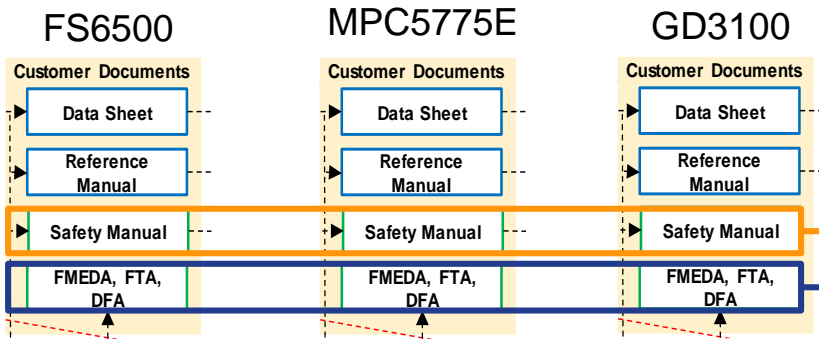 FS6500
MPC5775E
GD3100
Customer Documents
Customer Documents
Customer Documents
Data Sheet
Data Sheet
Data Sheet
Reference
Manual
Reference
Manual
Reference
Manual
Safety Manual
Safety Manual
Safety Manual
FMEDA, FTA,
DFA
FMEDA, FTA,
DFA
FMEDA, FTA,
DFA